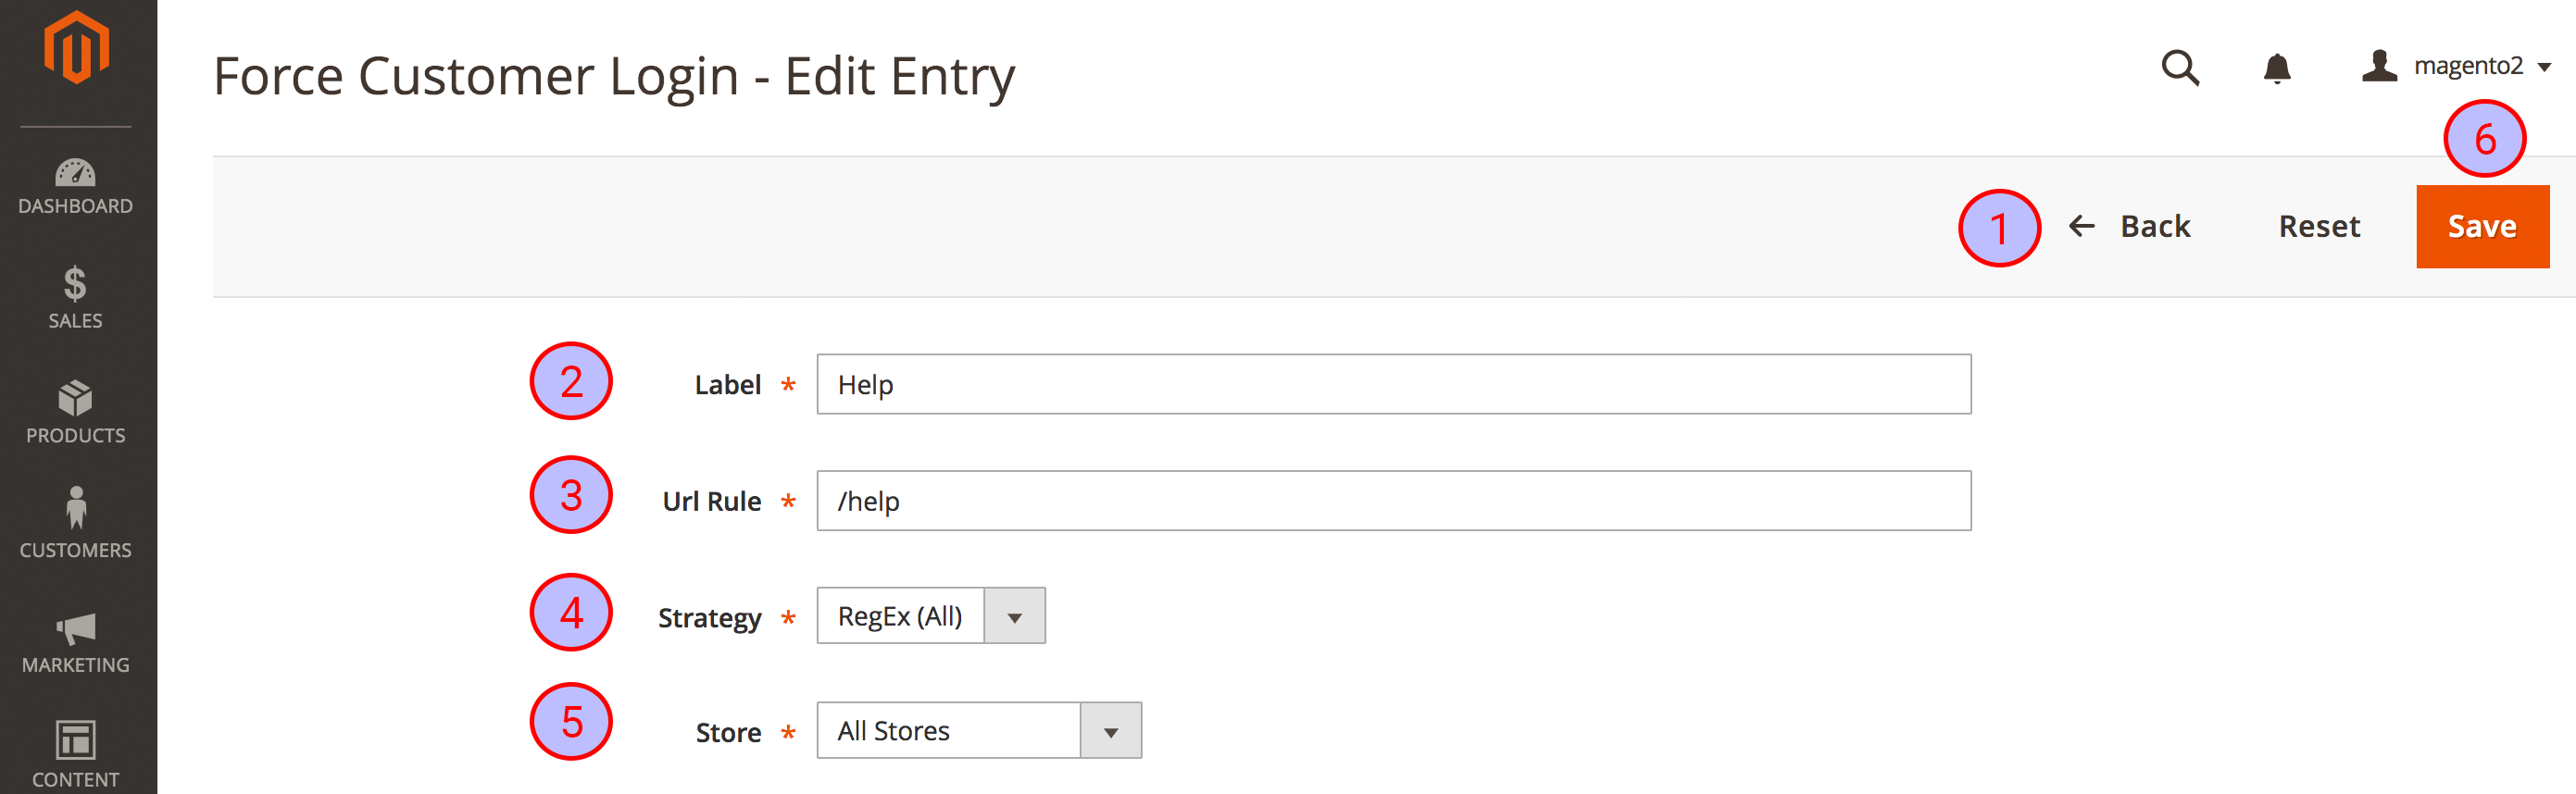 Force Customer Login - Edit Entry
magento2
6
1
Back
Reset
Save
2
Label *
Help
3
Url Rule *
/help
4
Strategy *
RegEx (All)
5
Store *
All Stores
DASHBOARD
$
SALES
PRODUCTS
CUSTOMERS
MARKETING
CONTENT